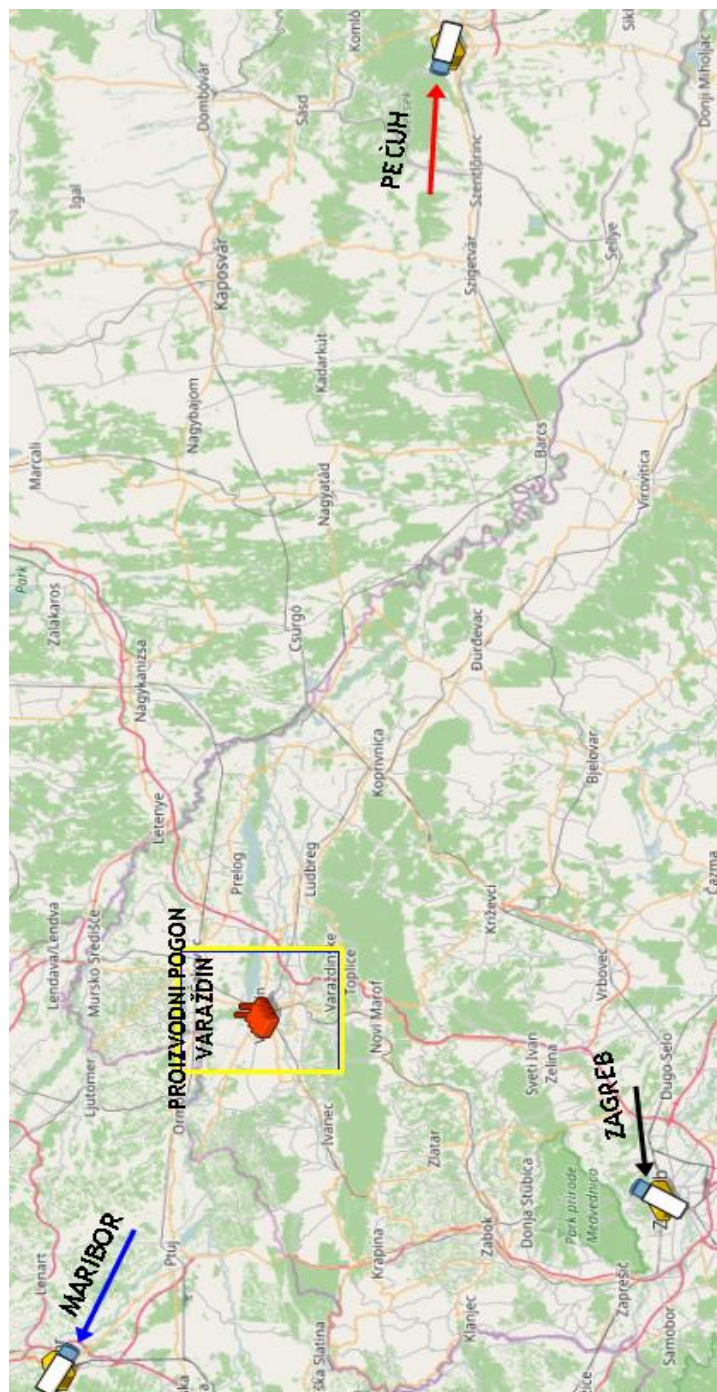 Lenart
Marcali
Park
Lendava/Lendva
Zalakaros
Igal
MARIBOR
Ljutomer
Mursko Središče
Nagykanizsa
Letenye
Ptuj
PROIZVODNI POGON
VARAŽDIN
Nagybajom
Dombóvár
Kaposvár
Prelog
Csurgó
Sásd
Ludbreg
Ivanec
Varaždinske
Toplice
Nagyatád
Kadarkút
Komló
Novi Marof
Krapina
Koprivnica
PEČUH
Zlatar
Klanjec
Zabok
Đurđevac
Szigetvár
Szentlőrinc
Križevci
Donja Stubica
Sveti Ivan
Zelina
Barcs
Park prirode
Medvednica
Bjelovar
Vrbovec
Sellye
ZAGREB
Zaprešić
Virovitica
Samobor
Dugo Selo
Donji Miholjac
Čazma